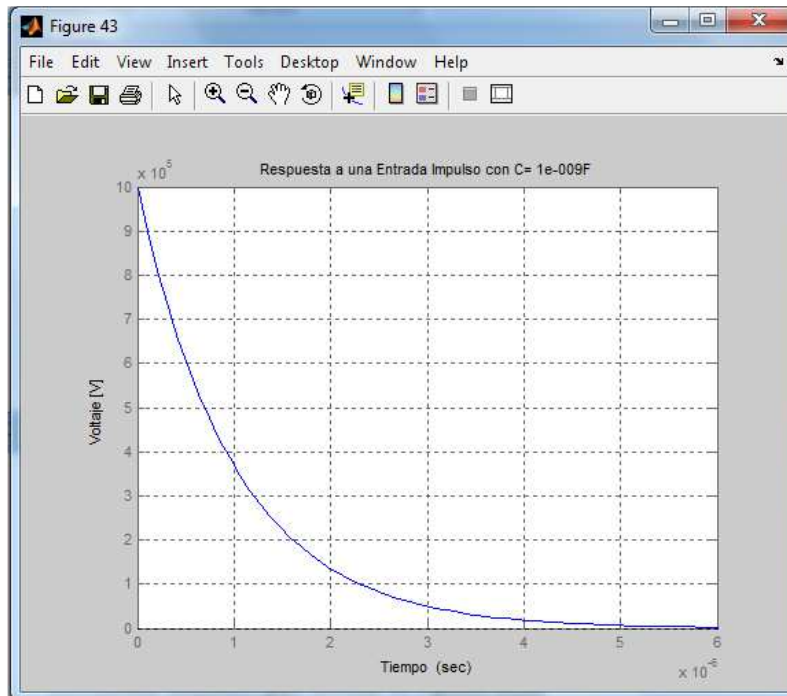 Figure 43
File Edit View Insert Tools Desktop Window Help
x 10^5
Respuesta a una Entrada Impulso con C= 1e-009F
10
9
8
7
6
5
4
3
2
1
0
Voltaje [V]
0 1 2 3 4 5 6
Tiempo (sec)
x 10^-6